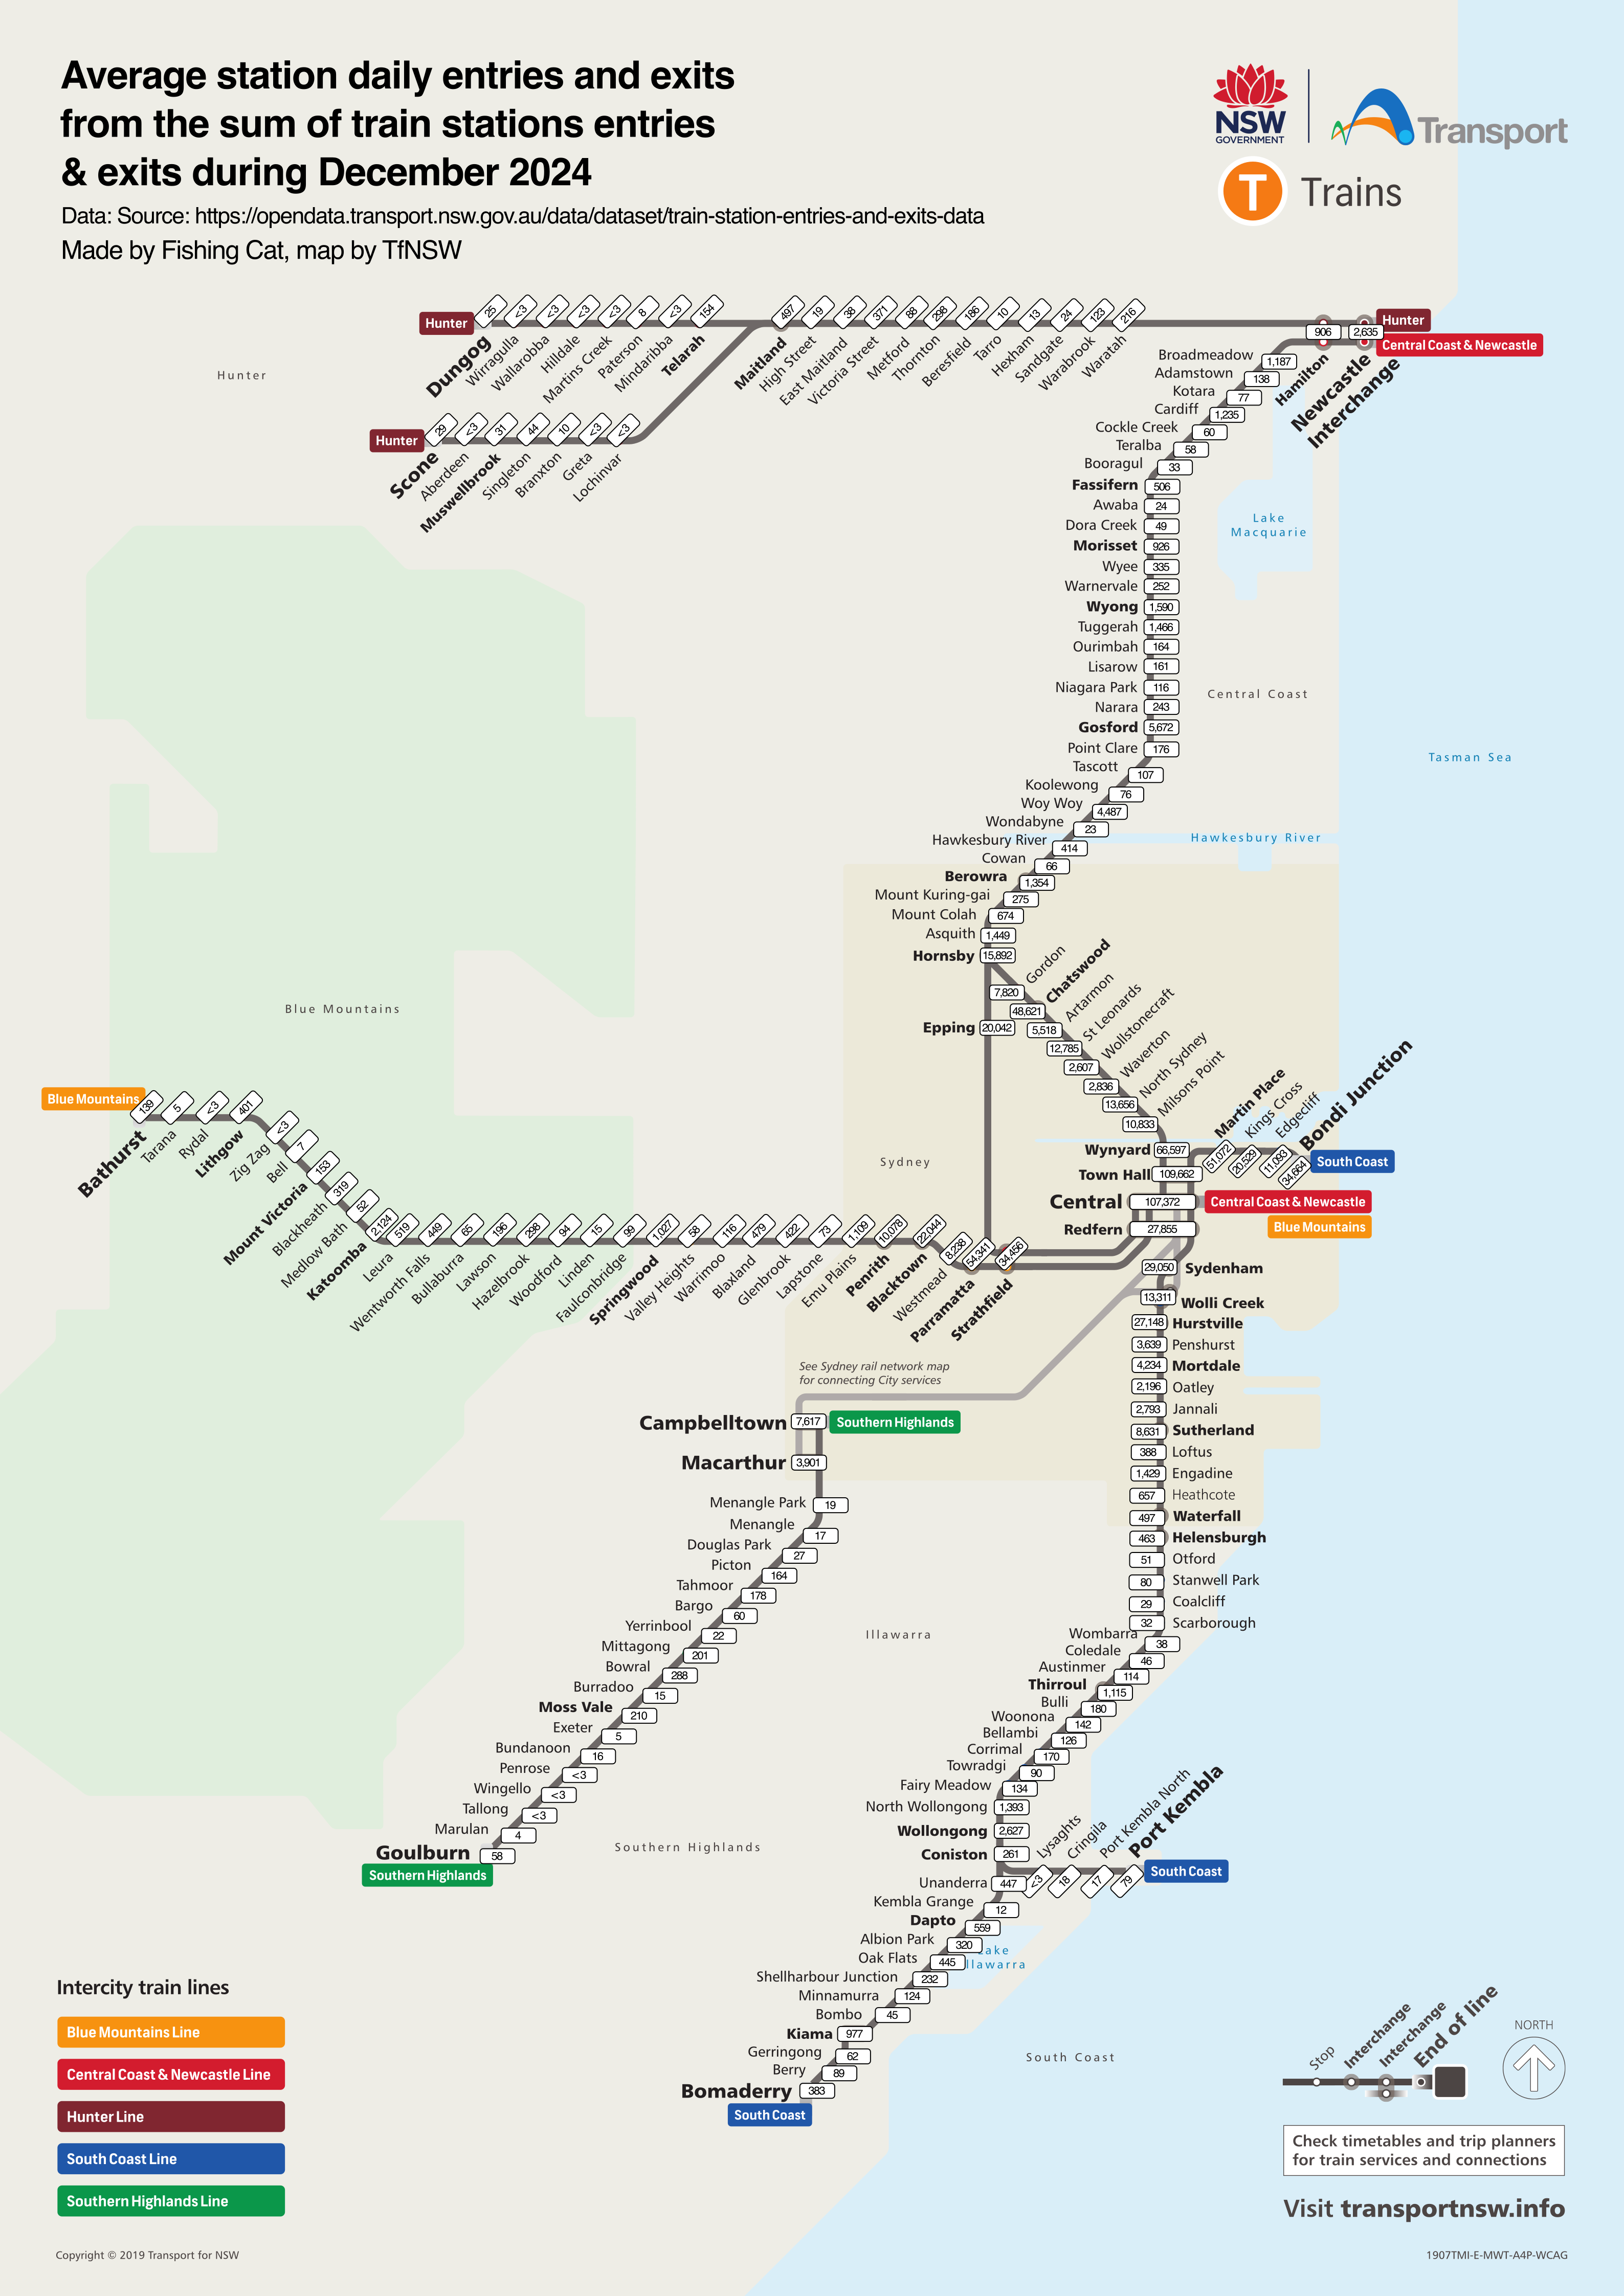 Average station daily entries and exits
from the sum of train stations entries
& exits during December 2024
Data: Source: https://opendata.transport.nsw.gov.au/data/dataset/train-station-entries-and-exits-data
Made by Fishing Cat, map by TfNSW
NSW
GOVERNMENT
Transport
T
Trains
Hunter
25 <3 <3 <3 <3 8 <3 154 497 19 38 371 88 298 186 10 13 24 123 216 906 2,635
Dungog
Wirragulla
Wallarobba
Hilldale
Martins Creek
Paterson
Mindaribba
Telarah
Maitland
High Street
East Maitland
Victoria Street
Metford
Thornton
Beresfield
Tarro
Hexham
Sandgate
Warabrook
Waratah
Hamilton
Newcastle
Interchange
Hunter
Central Coast & Newcastle
Hunter
Hunter
29 <3 31 44 10 <3 <3
Scone
Aberdeen
Muswellbrook
Singleton
Branxton
Greta
Lochinvar
Broadmeadow 1,187
Adamstown 138
Kotara 77
Cardiff 1,235
Cockle Creek 60
Teralba 58
Booragul 33
Fassifern 506
Awaba 24
Dora Creek 49
Morisset 926
Wyee 335
Warnervale 252
Wyong 1,590
Tuggerah 1,466
Ourimbah 164
Lisarow 161
Niagara Park 116
Narara 243
Gosford 5,672
Point Clare 176
Tascott 107
Koolewong 76
Woy Woy 4,487
Wondabyne 23
Hawkesbury River 414
Cowan 66
Berowra 1,354
Mount Kuring-gai 275
Mount Colah 674
Asquith 1,449
Hornsby 15,892
Lake
Macquarie
Central Coast
Tasman Sea
Hawkesbury River
7,820 Gordon
48,621 Chatswood
5,518 Artarmon
12,785 St Leonards
2,607 Wollstonecraft
2,836 Waverton
13,656 North Sydney
10,833 Milsons Point
Epping 20,042
Blue Mountains
Sydney
Wynyard 66,597
Town Hall 109,662
Central 107,372
Redfern 27,855
51,072 Martin Place
20,529 Kings Cross
11,093 Edgecliff
34,664 Bondi Junction
South Coast
Central Coast & Newcastle
Blue Mountains
Blue Mountains
139 5 <3 401 <3 7 153 319 52 2,124 519 449 65 196 298 94 15 99 1,027 58 116 479 422 73 1,109 10,078 22,044 8,238 54,341 34,456
Bathurst
Tarana
Rydal
Lithgow
Zig Zag
Bell
Mount Victoria
Blackheath
Medlow Bath
Katoomba
Leura
Wentworth Falls
Bullaburra
Lawson
Hazelbrook
Woodford
Linden
Faulconbridge
Springwood
Valley Heights
Warrimoo
Blaxland
Glenbrook
Lapstone
Emu Plains
Penrith
Blacktown
Westmead
Parramatta
Strathfield
29,050 Sydenham
13,311 Wolli Creek
27,148 Hurstville
3,639 Penshurst
4,234 Mortdale
2,196 Oatley
2,793 Jannali
8,631 Sutherland
388 Loftus
1,429 Engadine
657 Heathcote
497 Waterfall
463 Helensburgh
51 Otford
80 Stanwell Park
29 Coalcliff
32 Scarborough
Wombarra 38
Coledale 46
Austinmer 114
Thirroul 1,115
Bulli 180
Woonona 142
Bellambi 126
Corrimal 170
Towradgi 90
Fairy Meadow 134
North Wollongong 1,393
Wollongong 2,627
Coniston 261
<3 Lysaghts
18 Cringila
17 Port Kembla North
79 Port Kembla
South Coast
Unanderra 447
Kembla Grange 12
Dapto 559
Albion Park 320
Oak Flats 445
Shellharbour Junction 232
Minnamurra 124
Bombo 45
Kiama 977
Gerringong 62
Berry 89
Bomaderry 383
South Coast
Lake
Illawarra
South Coast
See Sydney rail network map
for connecting City services
Campbelltown 7,617 Southern Highlands
Macarthur 3,901
Menangle Park 19
Menangle 17
Douglas Park 27
Picton 164
Tahmoor 178
Bargo 60
Yerrinbool 22
Mittagong 201
Bowral 288
Burradoo 15
Moss Vale 210
Exeter 5
Bundanoon 16
Penrose <3
Wingello <3
Tallong <3
Marulan 4
Goulburn 58
Southern Highlands
Illawarra
Southern Highlands
Intercity train lines
Blue Mountains Line
Central Coast & Newcastle Line
Hunter Line
South Coast Line
Southern Highlands Line
Stop
Interchange
Interchange
End of line
NORTH
Check timetables and trip planners
for train services and connections
Visit transportnsw.info
Copyright © 2019 Transport for NSW
1907TMI-E-MWT-A4P-WCAG